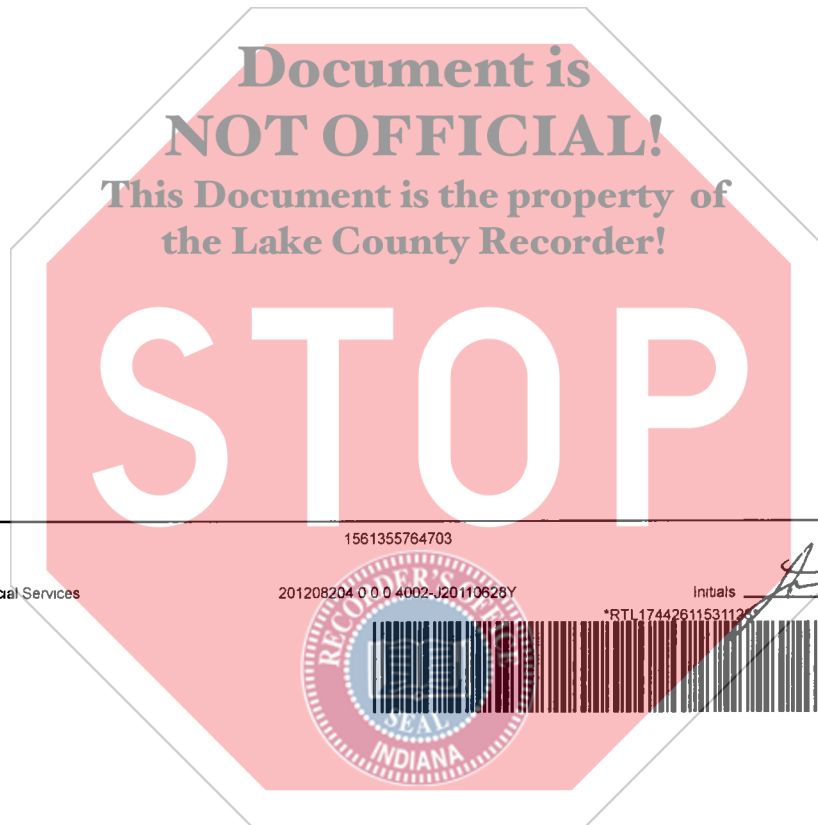 Document is
NOT OFFICIAL!
This Document is the property of
the Lake County Recorder!
STOP
1561355764703
Services
201208204 0 0 0 4002-J20110628Y
Initials
RECORDER'S OFFICE
SEAL
INDIANA